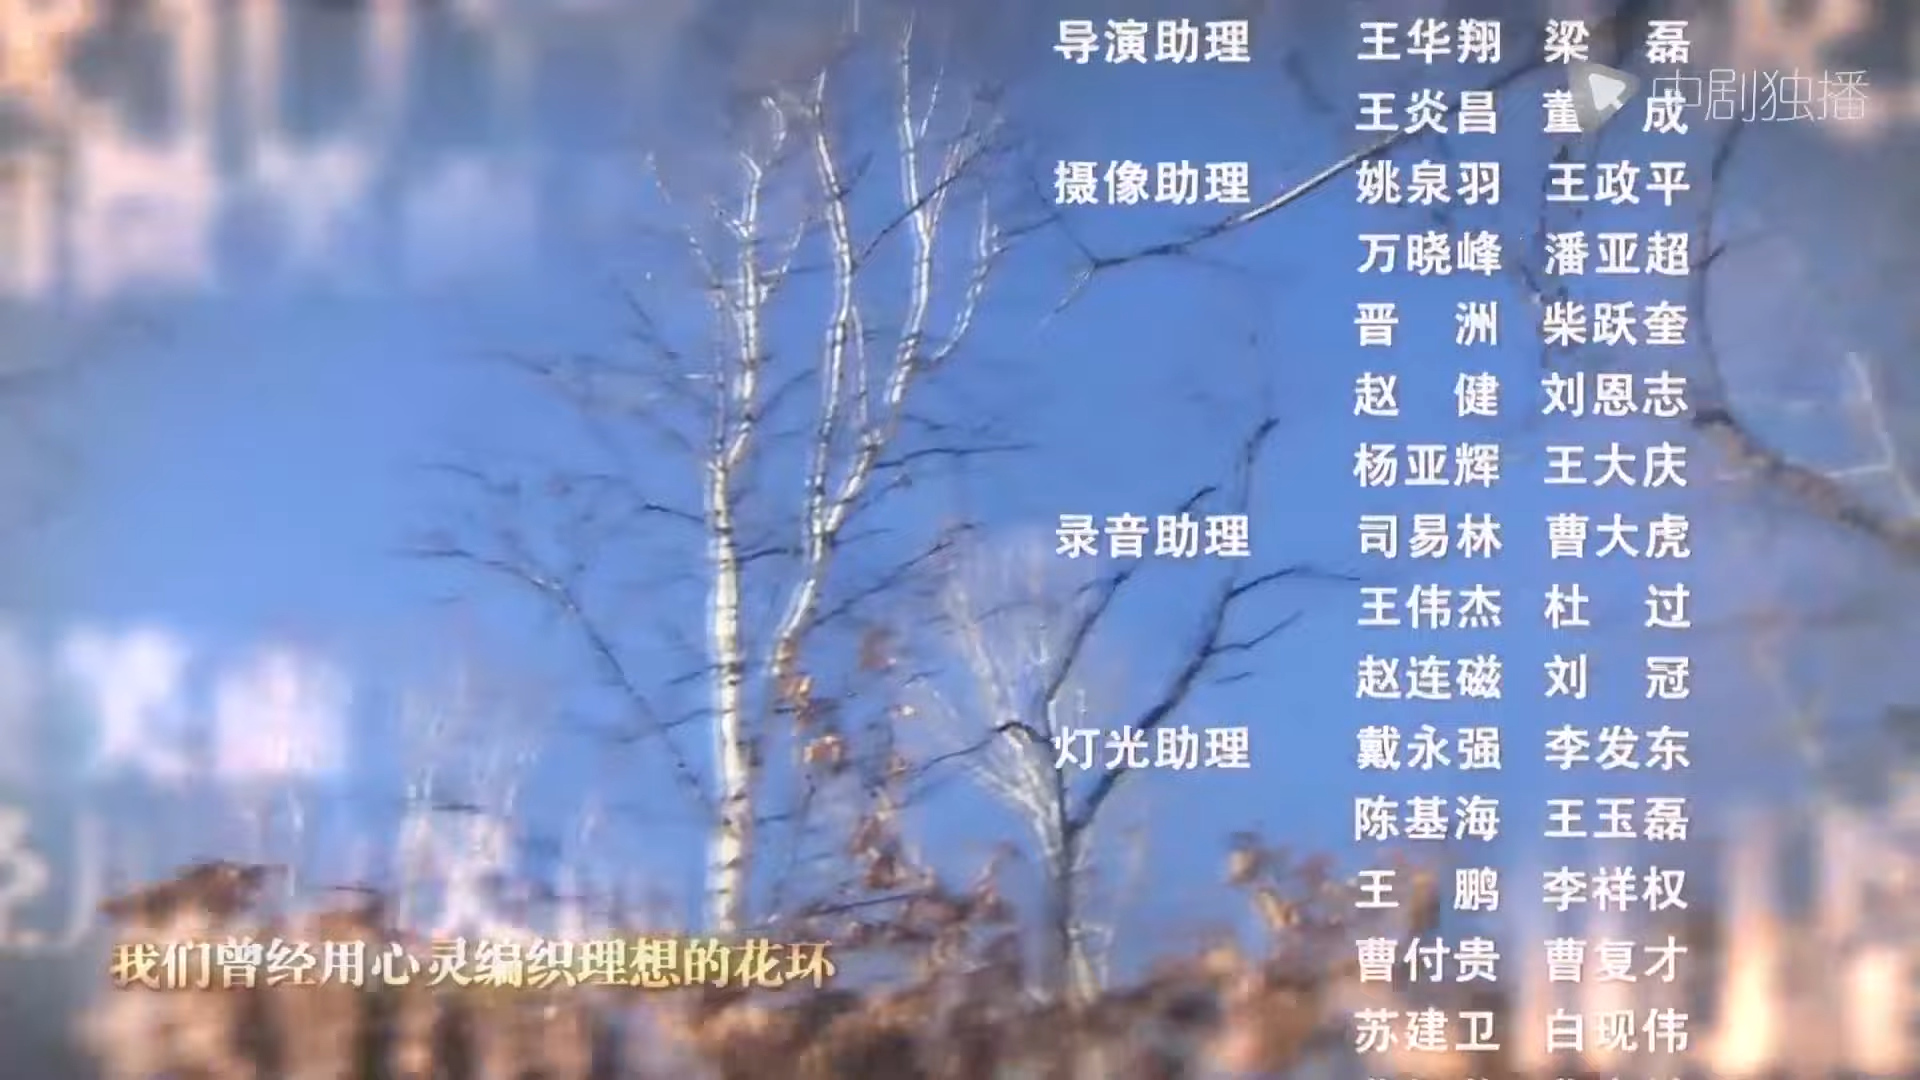 导演助理 王华翔 梁磊
中剧独播
王炎昌 董成
摄像助理 姚泉羽 王政平
万晓峰 潘亚超
晋洲 柴跃奎
赵健 刘恩志
杨亚辉 王大庆
录音助理 司易林 曹大虎
王伟杰 杜过
赵连磁 刘冠
灯光助理 戴永强 李发东
陈基海 王玉磊
王鹏 李祥权
曹付贵 曹复才
我们曾经用心灵编织理想的花环
苏建卫 白现伟